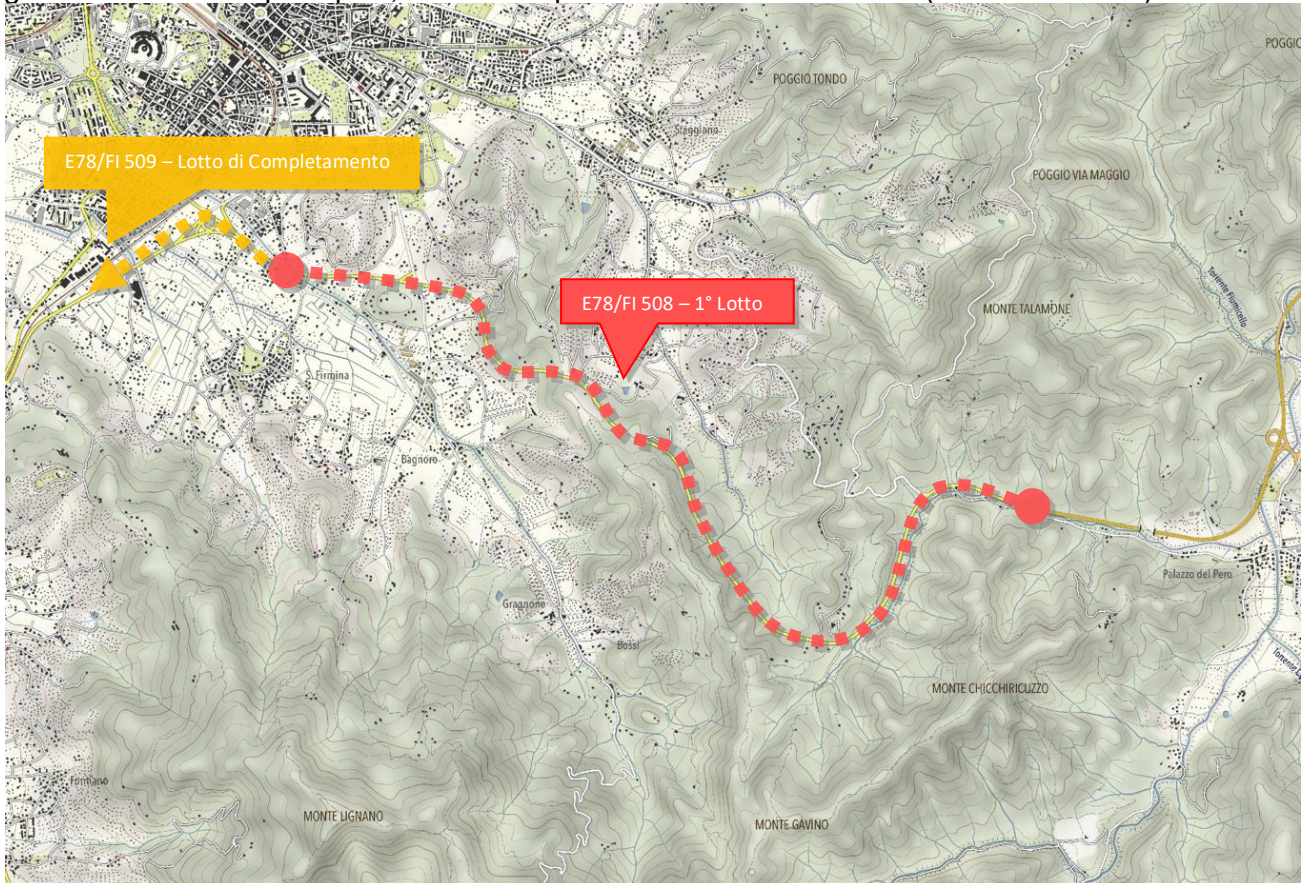 POGGIO TONDO
Staggiano
E78/FI 509 – Lotto di Completamento
POGGIO VIA MAGGIO
Torrente Fiumicello
E78/FI 508 – 1° Lotto
MONTE TALAMONE
S. Firmina
Bagnoro
Palazzo del Pero
Gragnone
Bossi
MONTE CHICCHIRICUZZO
MONTE LIGNANO
MONTE GAVINO